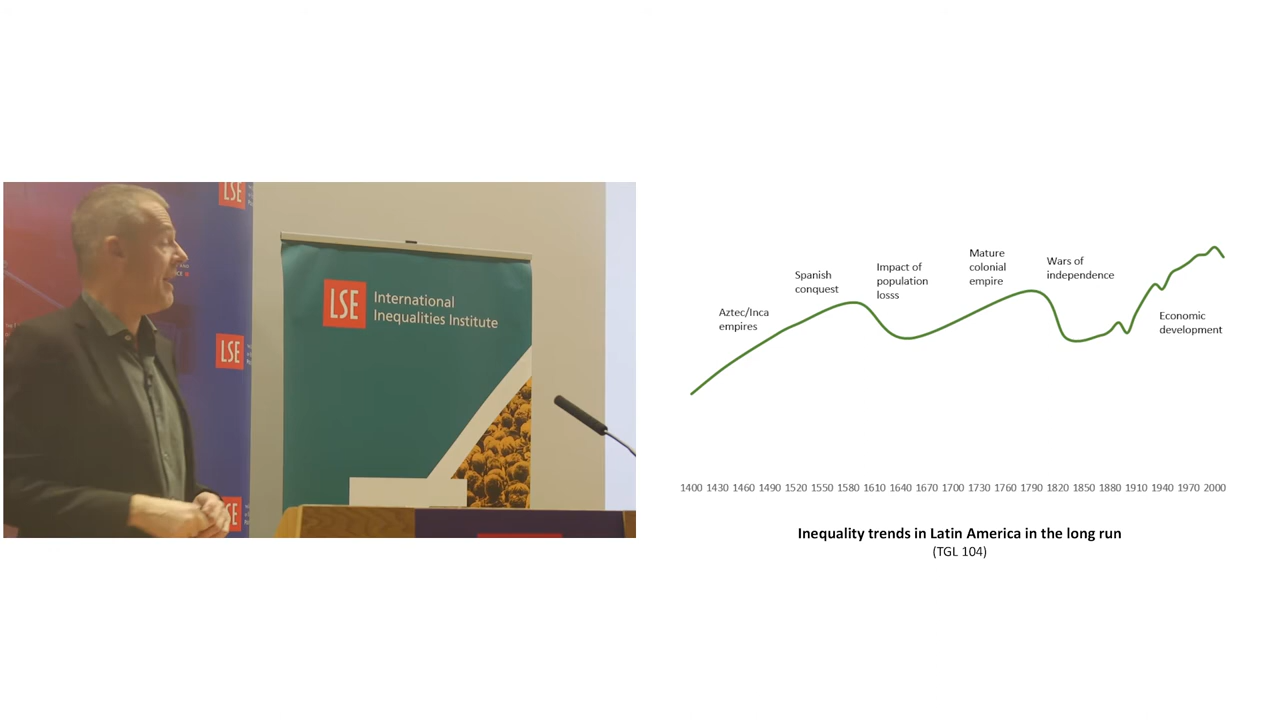 LSE
LSE
LSE
International
Inequalities Institute
Aztec/Inca
empires
Spanish
conquest
Impact of
population
losss
Mature
colonial
empire
Wars of
independence
Economic
development
1400 1430 1460 1490 1520 1550 1580 1610 1640 1670 1700 1730 1760 1790 1820 1850 1880 1910 1940 1970 2000
Inequality trends in Latin America in the long run
(TGL 104)